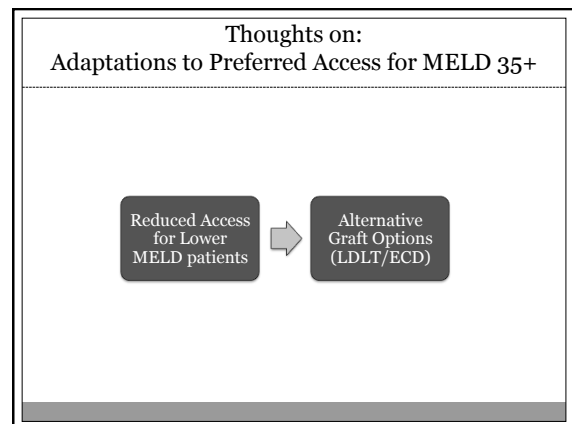 Thoughts on:
Adaptations to Preferred Access for MELD 35+
Reduced Access
for Lower
MELD patients
Alternative
Graft Options
(LDLT/ECD)